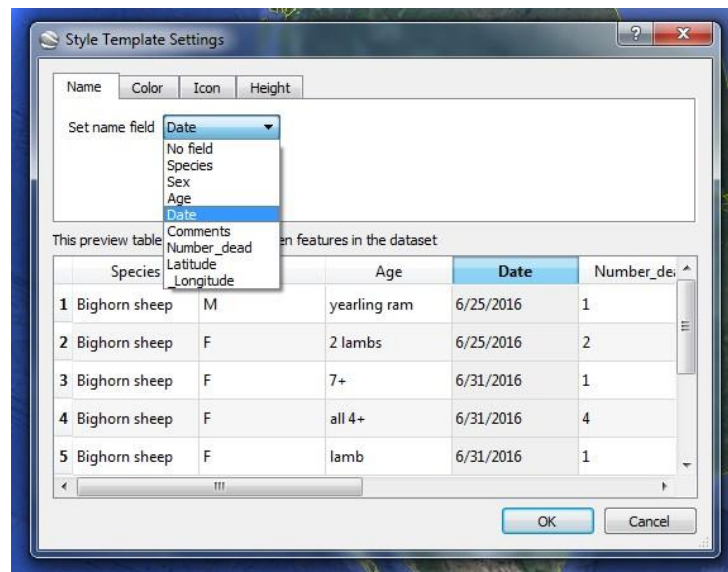 Style Template Settings
Name Color Icon Height
Set name field Date
No field
Species
Sex
Age
Date
Comments
Number_dead
Latitude
_Longitude
This preview table en features in the dataset
Species Age Date Number_dea
1 Bighorn sheep M yearling ram 6/25/2016 1
2 Bighorn sheep F 2 lambs 6/25/2016 2
3 Bighorn sheep F 7+ 6/31/2016 1
4 Bighorn sheep F all 4+ 6/31/2016 4
5 Bighorn sheep F lamb 6/31/2016 1
OK Cancel